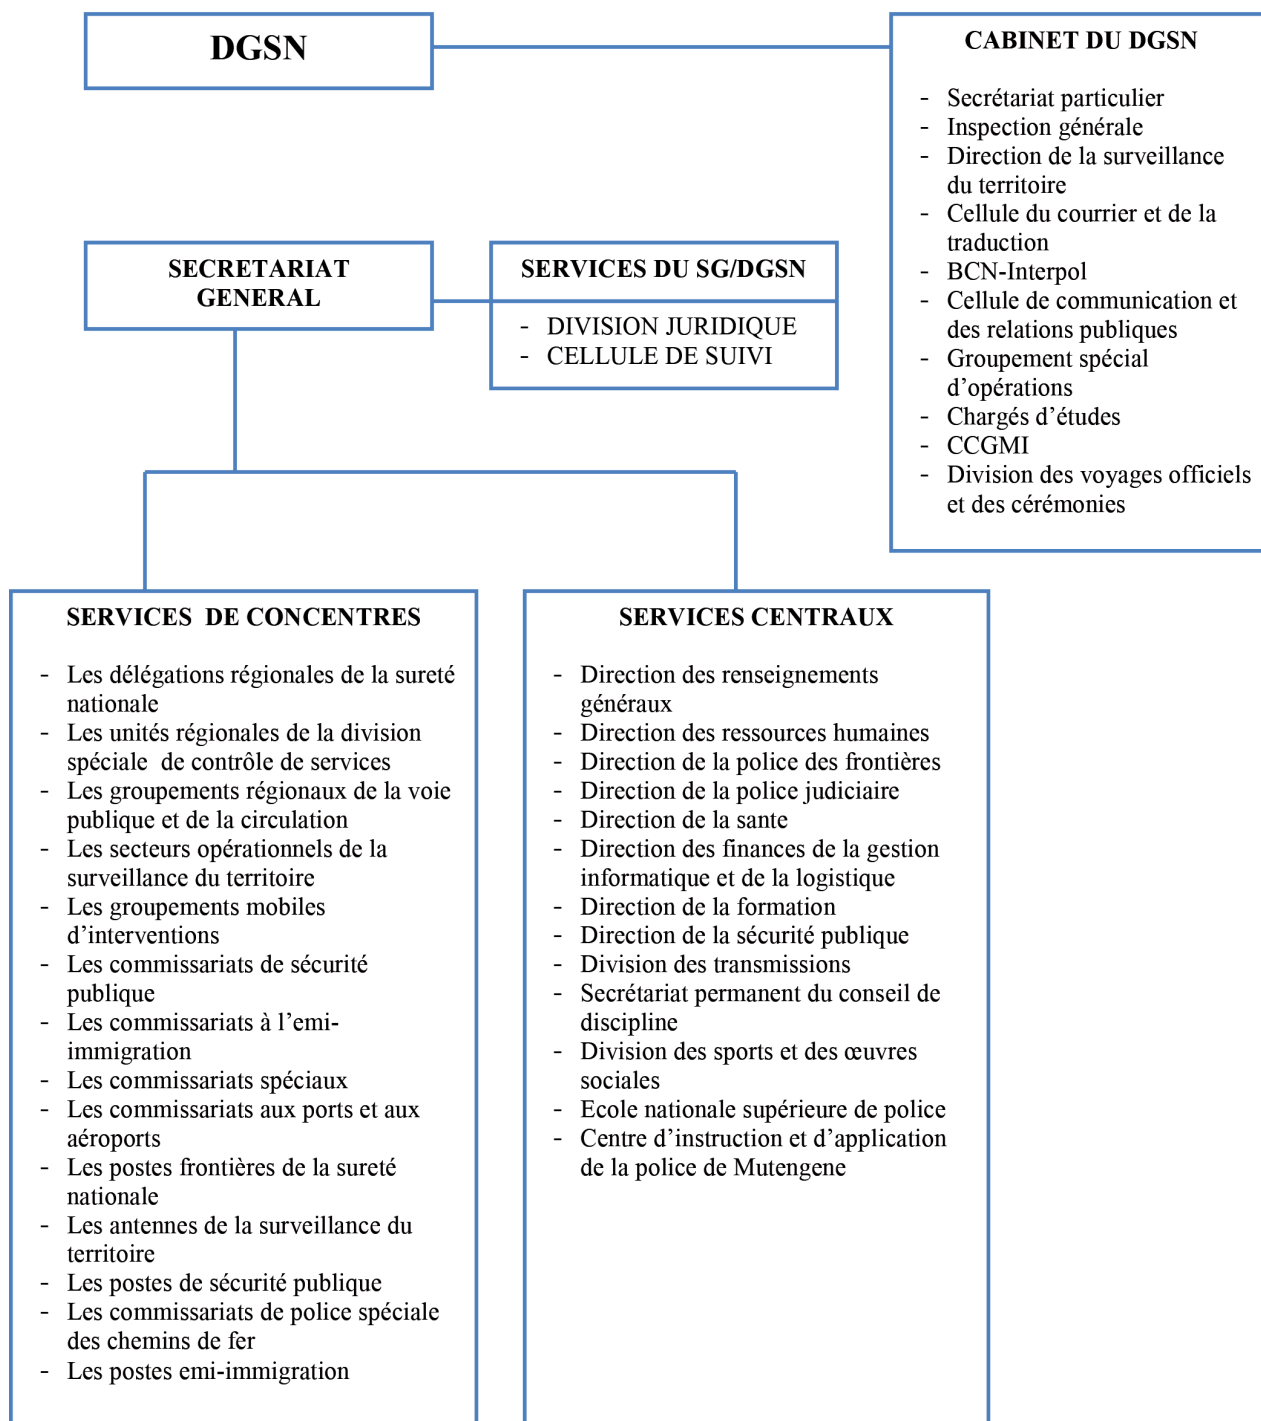 DGSN
CABINET DU DGSN
- Secrétariat particulier
- Inspection générale
- Direction de la surveillance
du territoire
- Cellule du courrier et de la
traduction
- BCN-Interpol
- Cellule de communication et
des relations publiques
- Groupement spécial
d’opérations
- Chargés d’études
- CCGMI
- Division des voyages officiels
et des cérémonies
SECRETARIAT
GENERAL
SERVICES DU SG/DGSN
- DIVISION JURIDIQUE
- CELLULE DE SUIVI
SERVICES DE CONCENTRES
- Les délégations régionales de la sureté
nationale
- Les unités régionales de la division
spéciale de contrôle de services
- Les groupements régionaux de la voie
publique et de la circulation
- Les secteurs opérationnels de la
surveillance du territoire
- Les groupements mobiles
d’interventions
- Les commissariats de sécurité
publique
- Les commissariats à l’emi-
immigration
- Les commissariats spéciaux
- Les commissariats aux ports et aux
aéroports
- Les postes frontières de la sureté
nationale
- Les antennes de la surveillance du
territoire
- Les postes de sécurité publique
- Les commissariats de police spéciale
des chemins de fer
- Les postes emi-immigration
SERVICES CENTRAUX
- Direction des renseignements
généraux
- Direction des ressources humaines
- Direction de la police des frontières
- Direction de la police judiciaire
- Direction de la sante
- Direction des finances de la gestion
informatique et de la logistique
- Direction de la formation
- Direction de la sécurité publique
- Division des transmissions
- Secrétariat permanent du conseil de
discipline
- Division des sports et des œuvres
sociales
- Ecole nationale supérieure de police
- Centre d’instruction et d’application
de la police de Mutengene